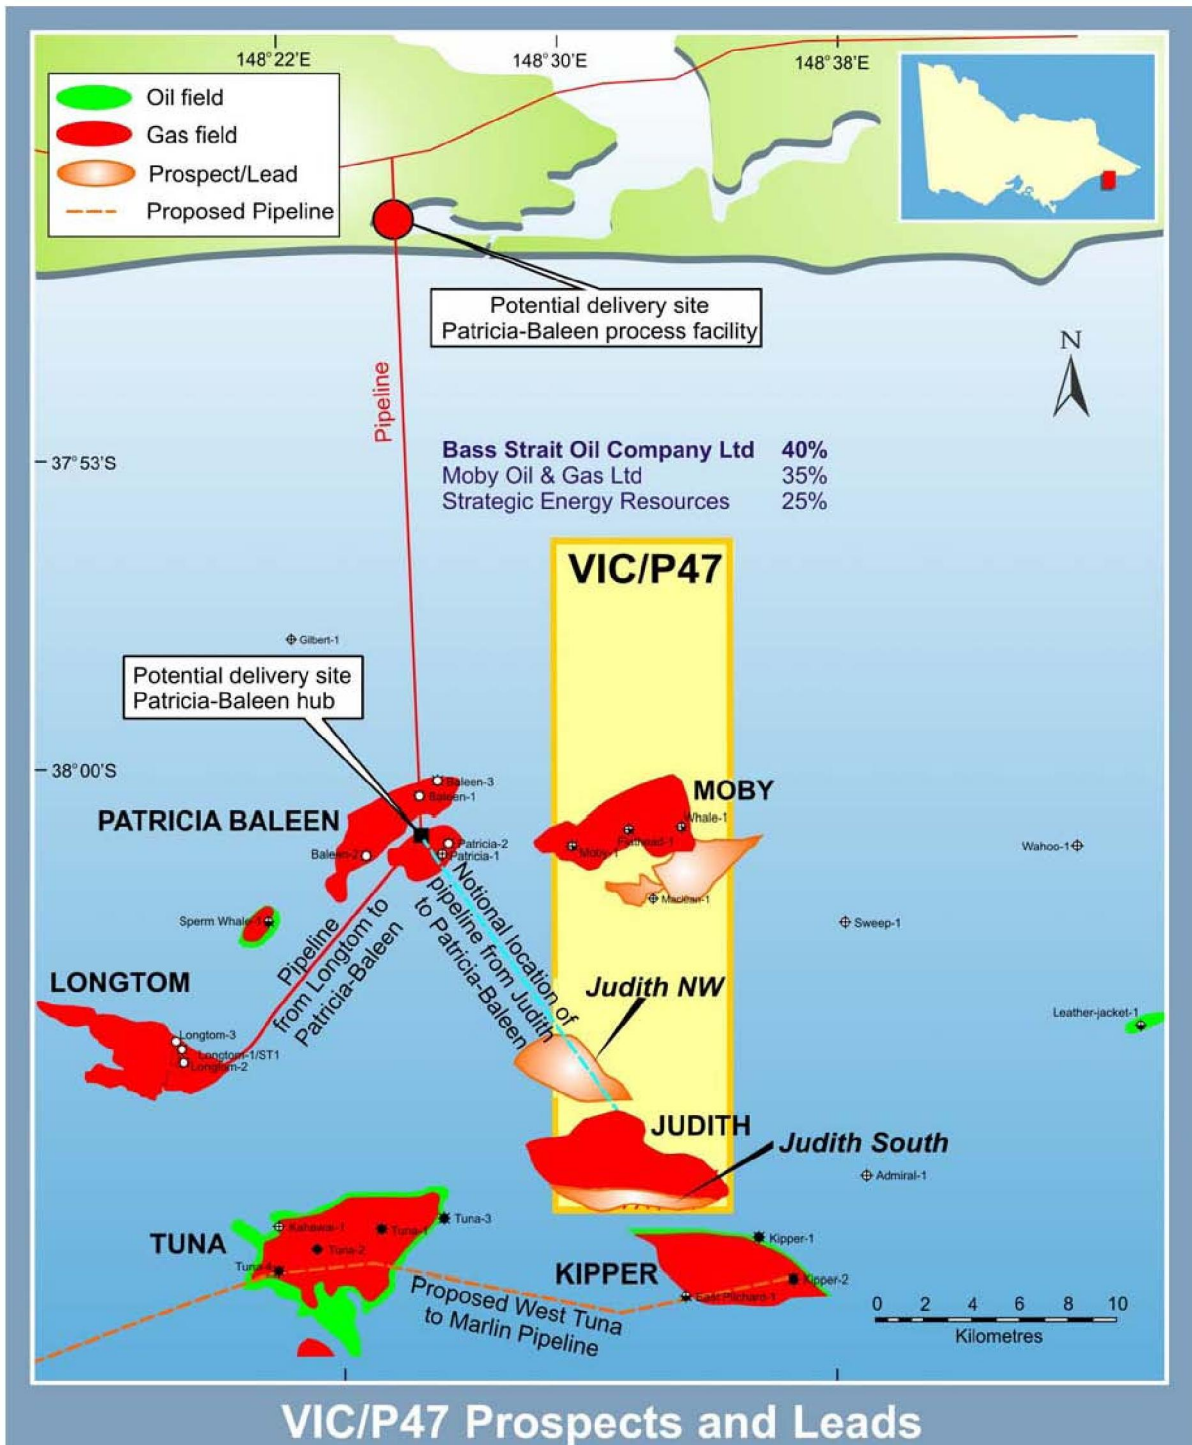 148°22'E
148°30'E
148°38'E
Oil field
Gas field
Prospect/Lead
Proposed Pipeline
Potential delivery site
Patricia-Baleen process facility
N
Pipeline
37°53'S
Bass Strait Oil Company Ltd 40%
Moby Oil & Gas Ltd 35%
Strategic Energy Resources 25%
VIC/P47
Gilbert-1
Potential delivery site
Patricia-Baleen hub
38°00'S
Baleen-3
Baleen-1
MOBY
PATRICIA BALEEN
Whale-1
Flathead-1
Patricia-2
Moby-1
Patricia-1
Baleen-2
Wahoo-1
Maclean-1
Sperm Whale-1
Sweep-1
Pipeline
from Longtom to
Patricia-Baleen
Notional location of
pipeline from Judith
to Patricia-Baleen
LONGTOM
Judith NW
Leather-jacket-1
Longtom-3
Longtom-1/ST1
Longtom-2
JUDITH
Judith South
Admiral-1
Tuna-3
Kahawai-1
Tuna-1
TUNA
Tuna-2
Kipper-1
Tuna-4
KIPPER
Kipper-2
East Pilchard-1
Proposed West Tuna
to Marlin Pipeline
0 2 4 6 8 10
Kilometres
VIC/P47 Prospects and Leads